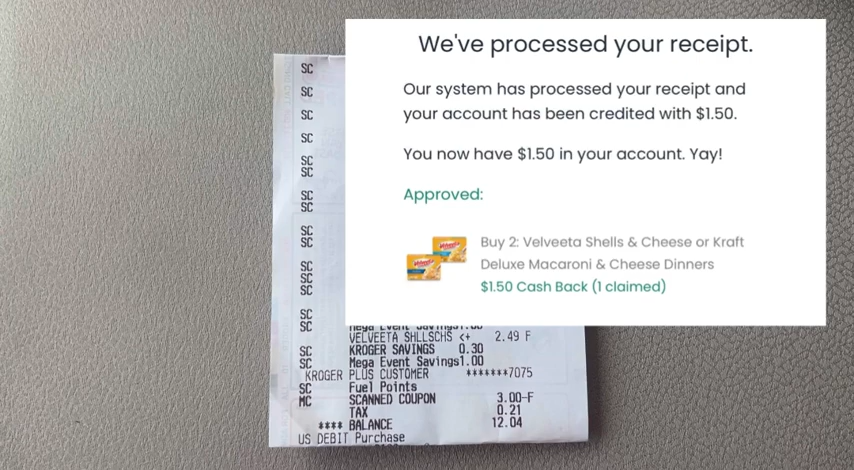 We've processed your receipt.
Our system has processed your receipt and
your account has been credited with $1.50.
You now have $1.50 in your account. Yay!
Approved:
Buy 2: Velveeta Shells & Cheese or Kraft
Deluxe Macaroni & Cheese Dinners
$1.50 Cash Back (1 claimed)
SC
SC
SC
SC
SC
SC
SC
SC
SC
SC
SC
SC
SC
SC
SC Mega Event Savings1.00
VELVEETA SHLLSCHS <+ 2.49 F
SC KROGER SAVINGS 0.30
SC Mega Event Savings1.00
KROGER PLUS CUSTOMER *******7075
SC Fuel Points
MC SCANNED COUPON 3.00-F
TAX 0.21
**** BALANCE 12.04
US DEBIT Purchase